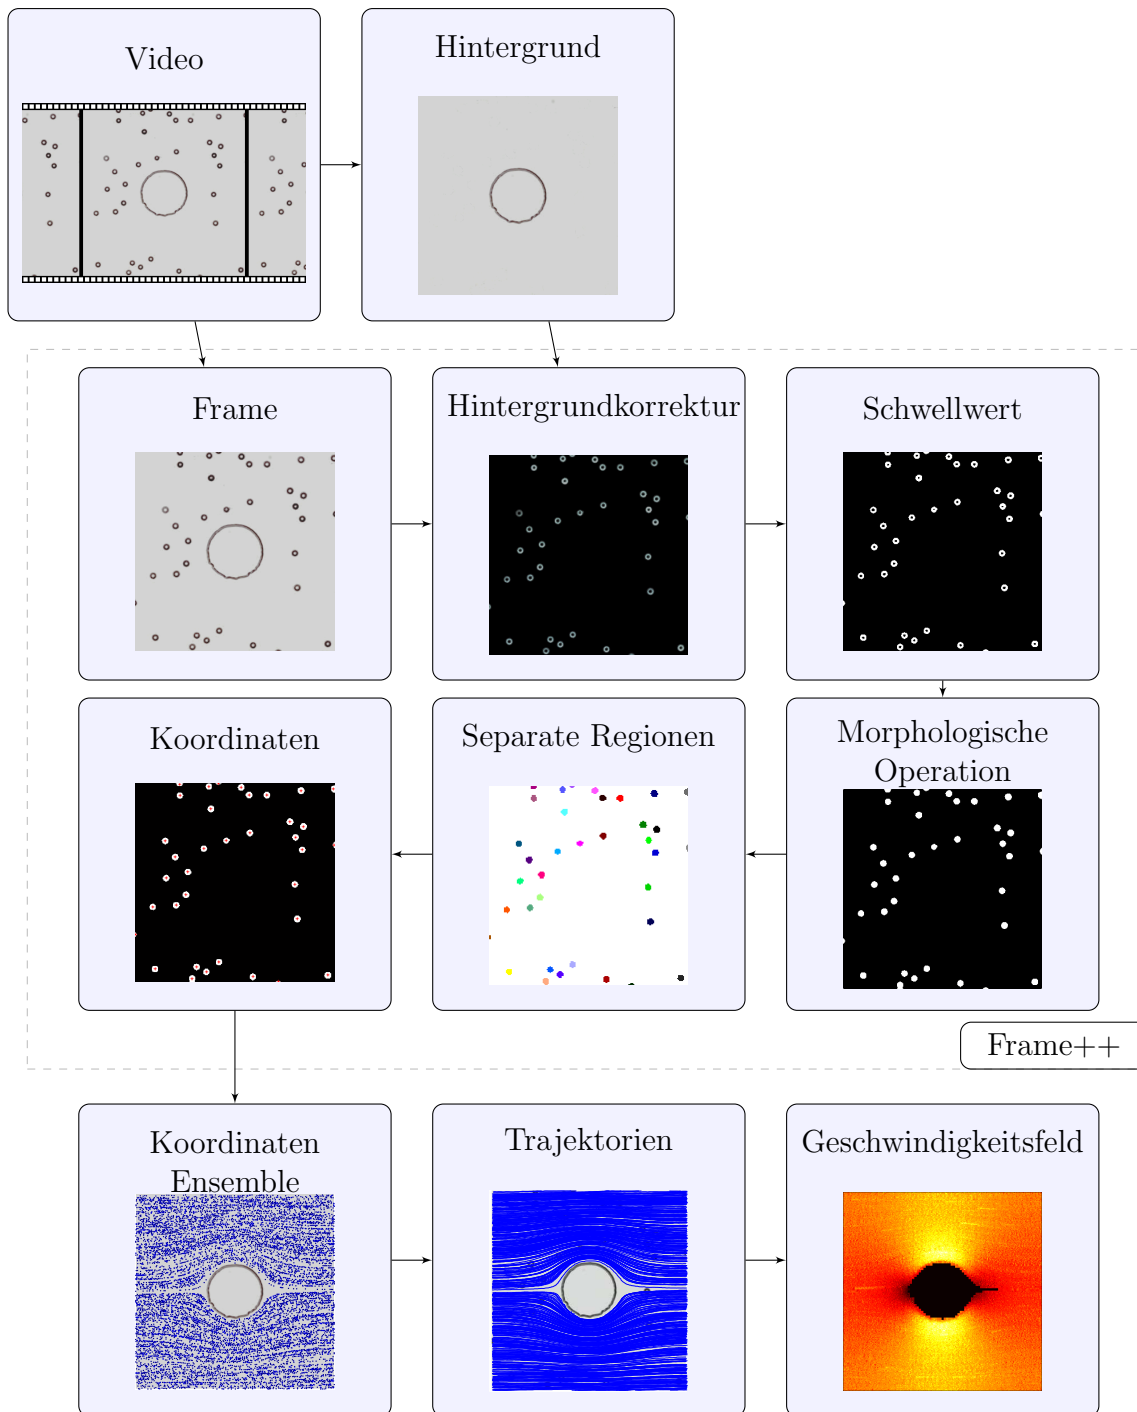 Video
Hintergrund
Frame
Hintergrundkorrektur
Schwellwert
Koordinaten
Separate Regionen
Morphologische
Operation
Frame++
Koordinaten
Ensemble
Trajektorien
Geschwindigkeitsfeld